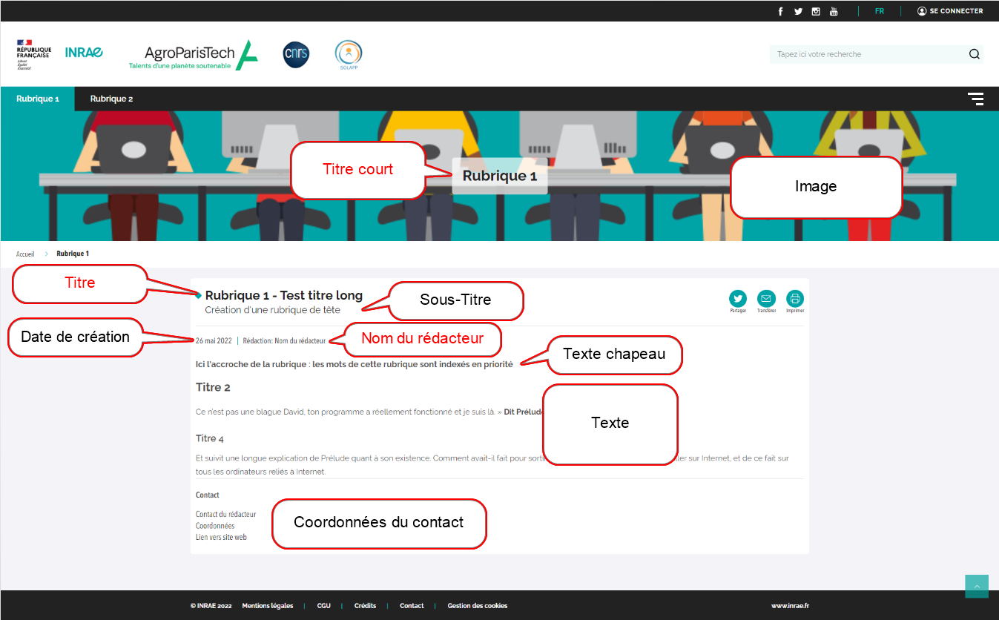 FR
SE CONNECTER
RÉPUBLIQUE
FRANÇAISE
Liberté
Égalité
Fraternité
INRAE
AgroParisTech
Talents d'une planète soutenable
cnrs
SOLAPP
Tapez ici votre recherche
Rubrique 1
Rubrique 2
Titre court
Rubrique 1
Image
Accueil
Rubrique 1
Titre
Rubrique 1 - Test titre long
Création d'une rubrique de tête
Sous-Titre
Partager
Transférer
Imprimer
Date de création
26 mai 2022 | Rédaction: Nom du rédacteur
Nom du rédacteur
Ici l'accroche de la rubrique : les mots de cette rubrique sont indexés en priorité
Texte chapeau
Titre 2
Ce n'est pas une blague David, ton programme a réellement fonctionné et je suis là. » Dit Prélude
Texte
Titre 4
Et suivit une longue explication de Prélude quant à son existence. Comment avait-il fait pour sortir
ller sur Internet, et de ce fait sur
tous les ordinateurs reliés à Internet.
Contact
Contact du rédacteur
Coordonnées
Lien vers site web
Coordonnées du contact
© INRAE 2022
Mentions légales
CGU
Crédits
Contact
Gestion des cookies
www.inrae.fr